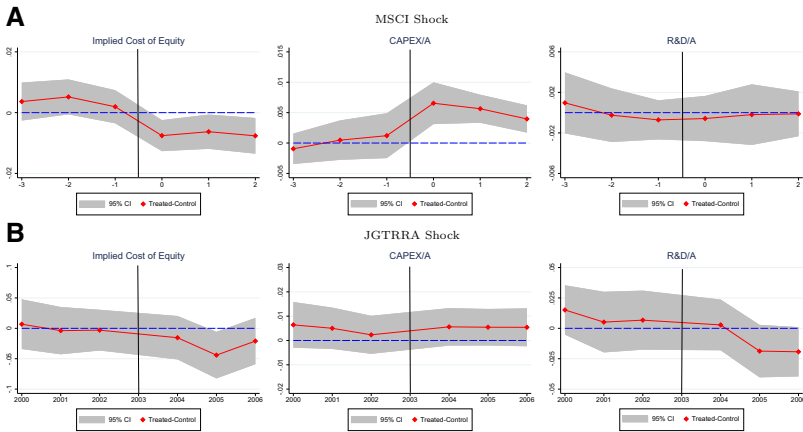 A
MSCI Shock
Implied Cost of Equity
.02
0
-.02
-3 -2 -1 0 1 2
95% CI Treated-Control
CAPEX/A
.015
.01
.005
0
-.005
-3 -2 -1 0 1 2
95% CI Treated-Control
R&D/A
.006
.002
-.002
-.006
-3 -2 -1 0 1 2
95% CI Treated-Control
B
JGTRRA Shock
Implied Cost of Equity
.1
.05
0
-.05
-.1
2000 2001 2002 2003 2004 2005 2006
95% CI Treated-Control
CAPEX/A
.03
.02
.01
0
-.01
-.02
2000 2001 2002 2003 2004 2005 2006
95% CI Treated-Control
R&D/A
.05
.025
0
-.025
-.05
2000 2001 2002 2003 2004 2005 2006
95% CI Treated-Control